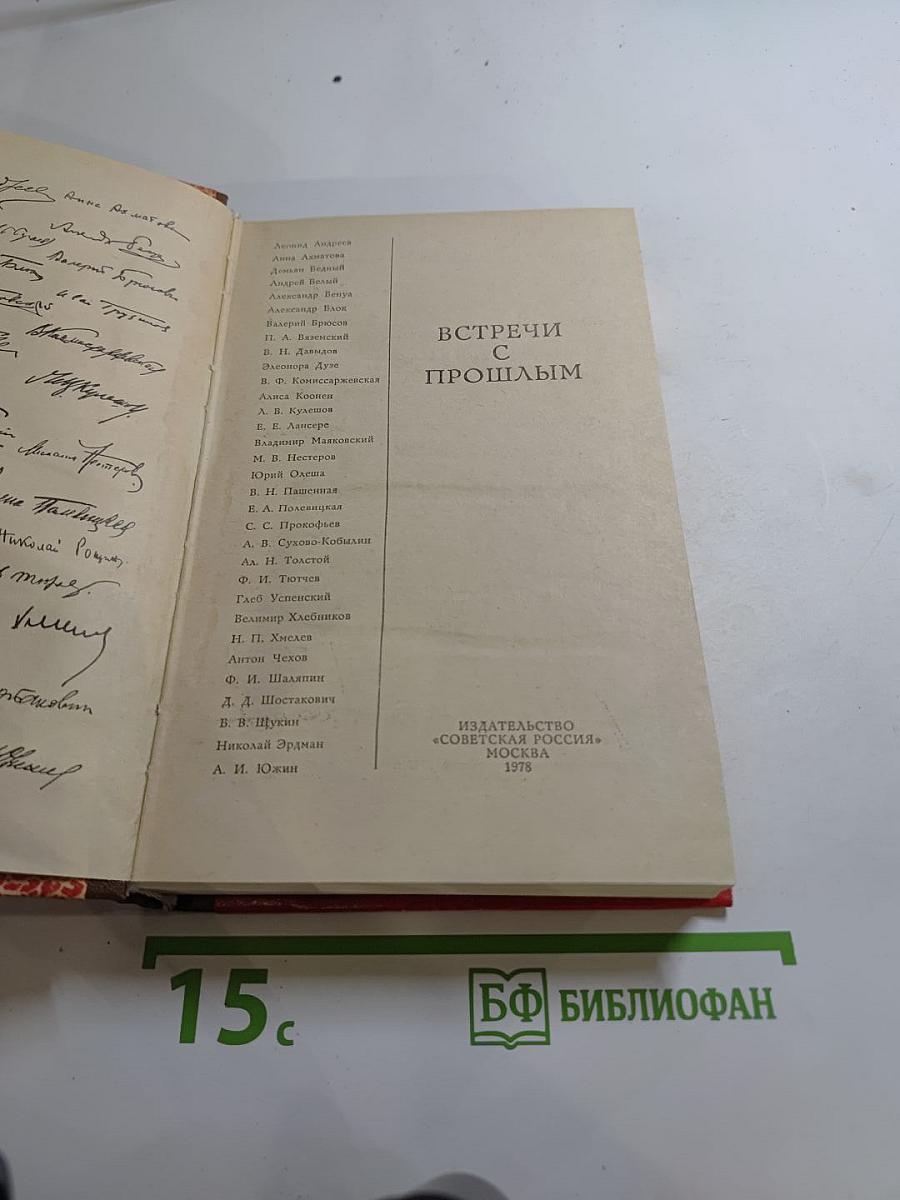 Анна Ахматова
Валерий Брюсов
Николай Рощин
Леонид Андреев
Анна Ахматова
Демьян Бедный
Андрей Белый
Александр Бенуа
Александр Блок
Валерий Брюсов
П. А. Вяземский
В. Н. Давыдов
Элеонора Дузе
В. Ф. Комиссаржевская
Алиса Коонен
Л. В. Кулешов
Е. Е. Лансере
Владимир Маяковский
М. В. Нестеров
Юрий Олеша
В. Н. Пашенная
Е. А. Полевицкая
С. С. Прокофьев
А. В. Сухово-Кобылин
Ал. Н. Толстой
Ф. И. Тютчев
Глеб Успенский
Велимир Хлебников
Н. П. Хмелев
Антон Чехов
Ф. И. Шаляпин
Д. Д. Шостакович
В. В. Щукин
Николай Эрдман
А. И. Южин
ВСТРЕЧИ
С
ПРОШЛЫМ
ИЗДАТЕЛЬСТВО
«СОВЕТСКАЯ РОССИЯ»
МОСКВА
1978
15 с
БФ БИБЛИОФАН